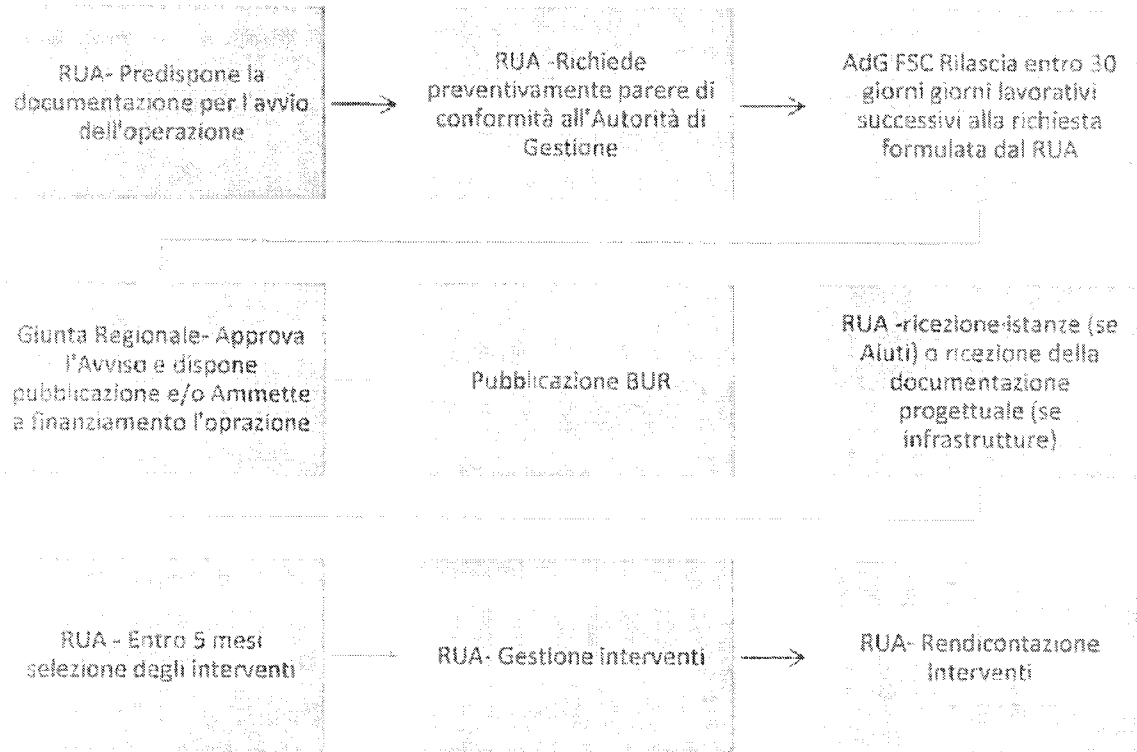 RUA- Predispone la
documentazione per l'avvio
dell'operazione
RUA -Richiede
preventivamente parere di
conformità all'Autorità di
Gestione
AdG FSC Rilascia entro 30
giorni giorni lavorativi
successivi alla richiesta
formulata dal RUA
Giunta Regionale- Approva
l'Avviso e dispone
pubblicazione e/o Ammette
a finanziamento l'oprazione
Pubblicazione BUR
RUA -ricezione istanze (se
Aiuti) o ricezione della
documentazione
progettuale (se
infrastrutture)
RUA - Entro 5 mesi
selezione degli interventi
RUA- Gestione interventi
RUA- Rendicontazione
Interventi